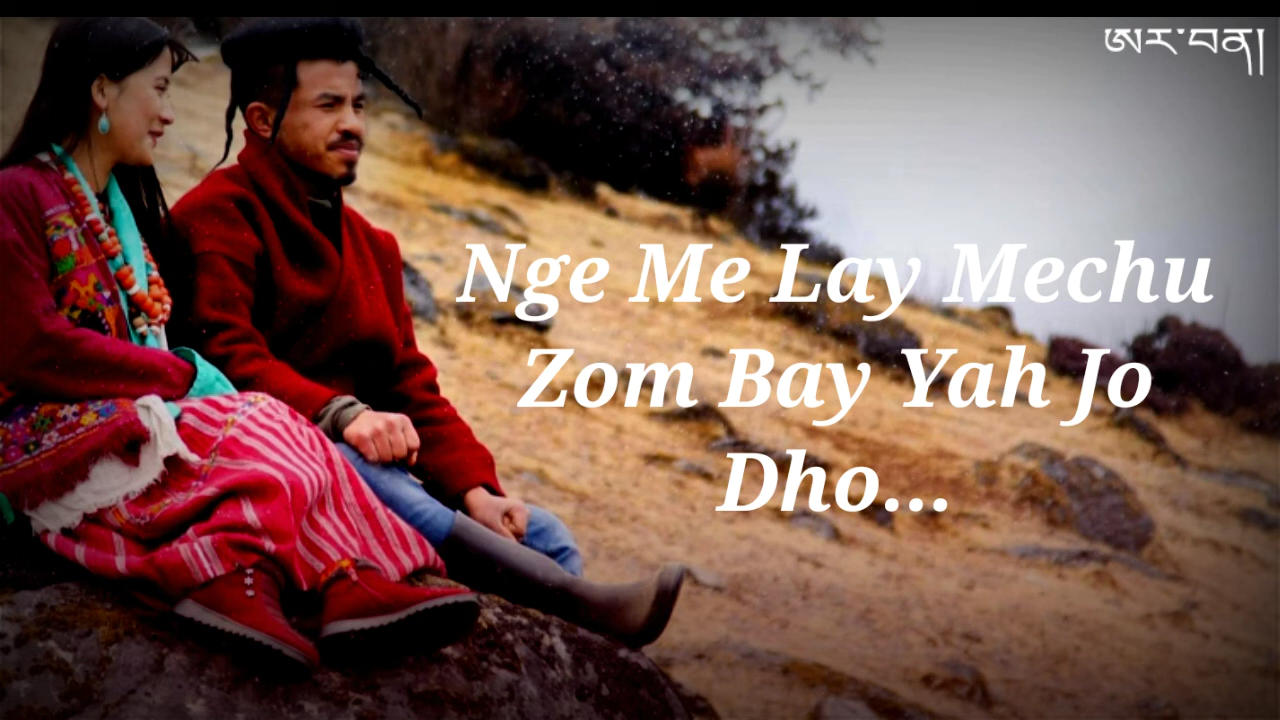 ཨར་བན།
Nge Me Lay Mechu
Zom Bay Yah Jo
Dho...